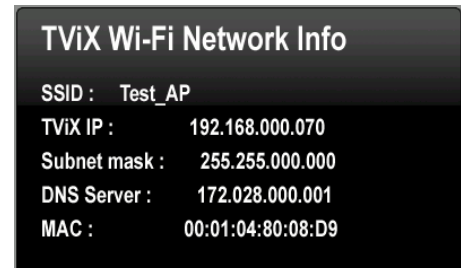 TViX Wi-Fi Network Info
SSID : Test_AP
TViX IP : 192.168.000.070
Subnet mask : 255.255.000.000
DNS Server : 172.028.000.001
MAC : 00:01:04:80:08:D9